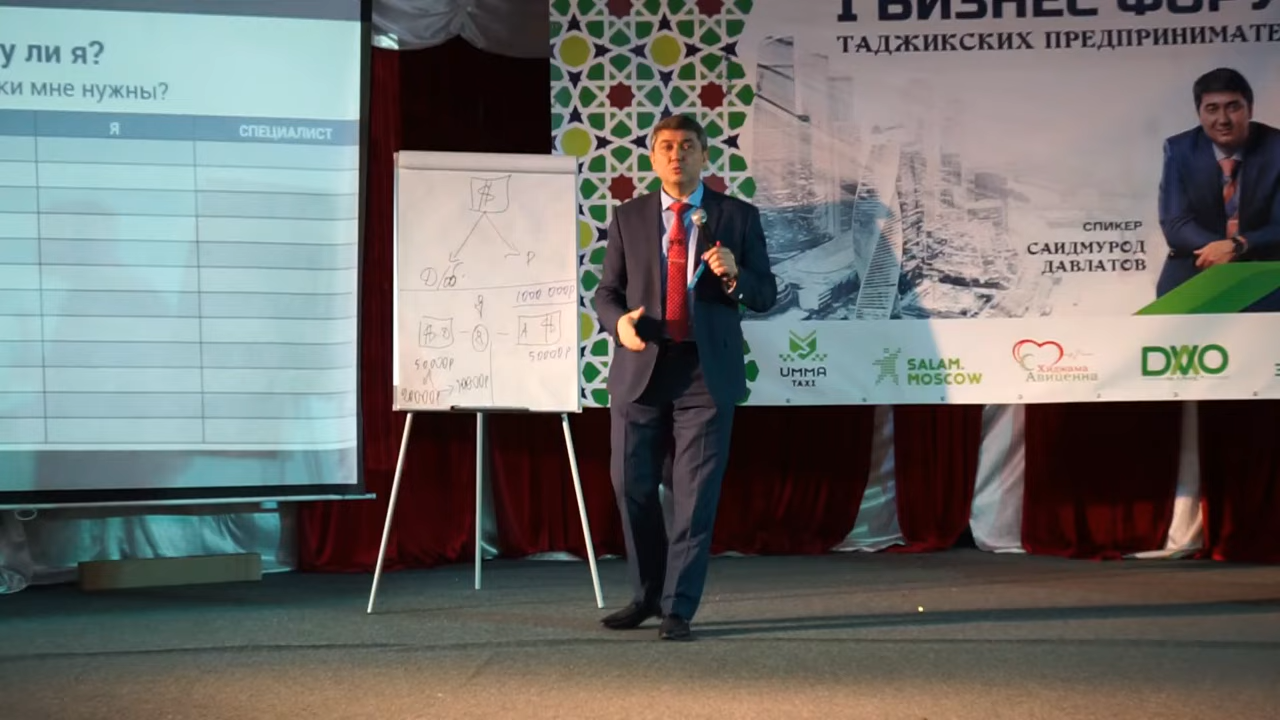 у ли я?
ки мне нужны?
Я
СПЕЦИАЛИСТ
$
Д/об.
Р
Я
1000 000р
50000р
50000р
I БИЗНЕС ФОРУ
ТАДЖИКСКИХ ПРЕДПРИНИМАТЕ
СПИКЕР
САИДМУРОД
ДАВЛАТОВ
UMMA
TAXI
SALAM.
MOSCOW
Хиджама
Авиценна